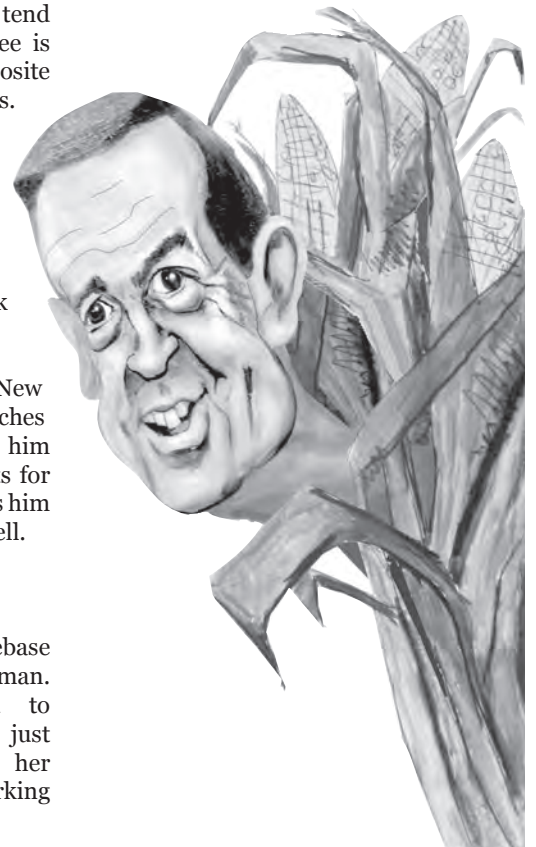 tend
ee is
osite
s.
k
New
ches
him
s for
s him
ell.
ebase
man.
to
just
her
rking